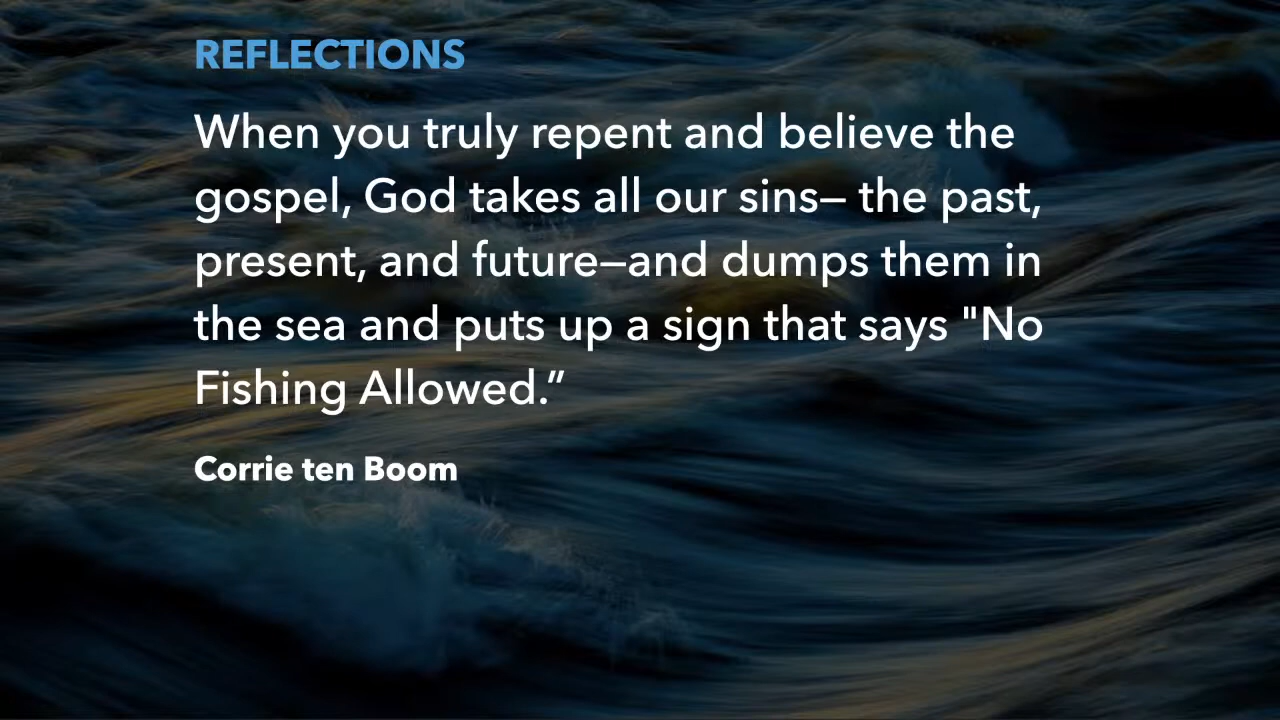 REFLECTIONS
When you truly repent and believe the
gospel, God takes all our sins— the past,
present, and future—and dumps them in
the sea and puts up a sign that says "No
Fishing Allowed.”
Corrie ten Boom